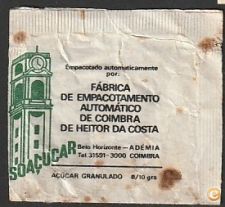 Empacotado automaticamente
por:
FÁBRICA
DE EMPACOTAMENTO
AUTOMÁTICO
DE COIMBRA
DE HEITOR DA COSTA
SOAÇUCAR
Belo Horizonte — ADÉMIA
Tel 31591-3000 COIMBRA
AÇÚCAR GRANULADO 8/10 grs